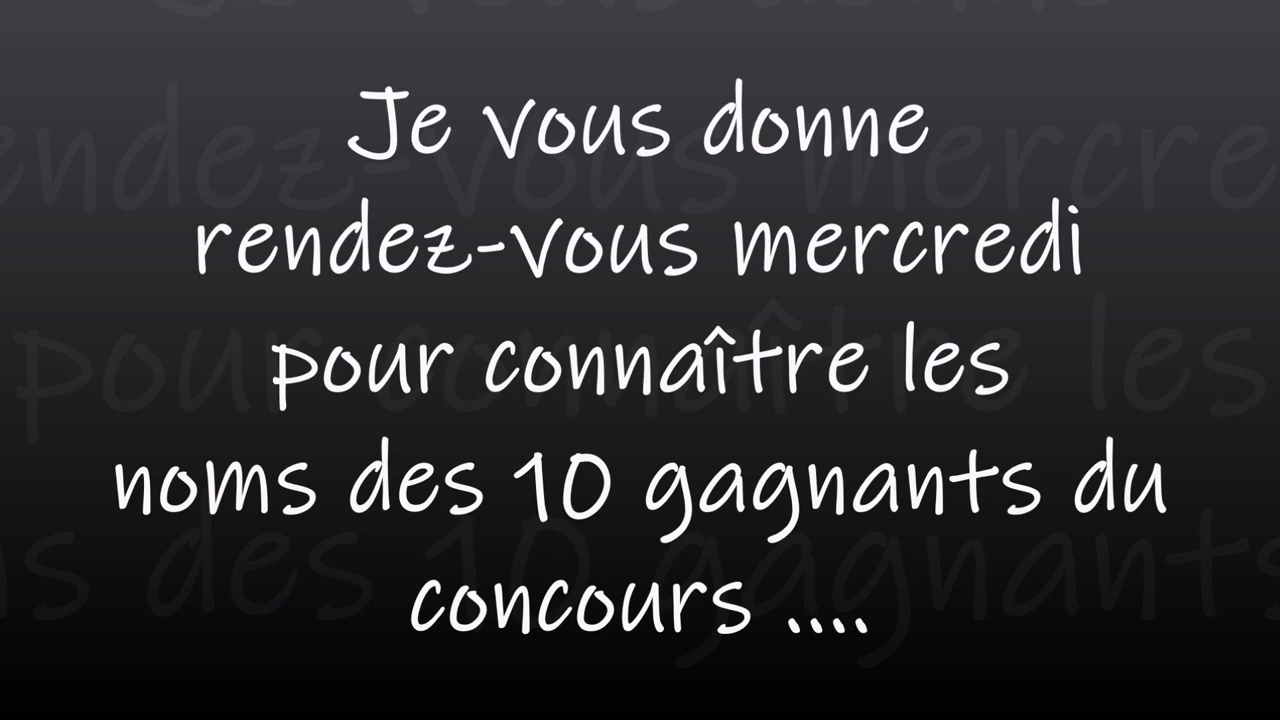 Je vous donne
rendez-vous mercredi
pour connaître les
noms des 10 gagnants du
concours ....